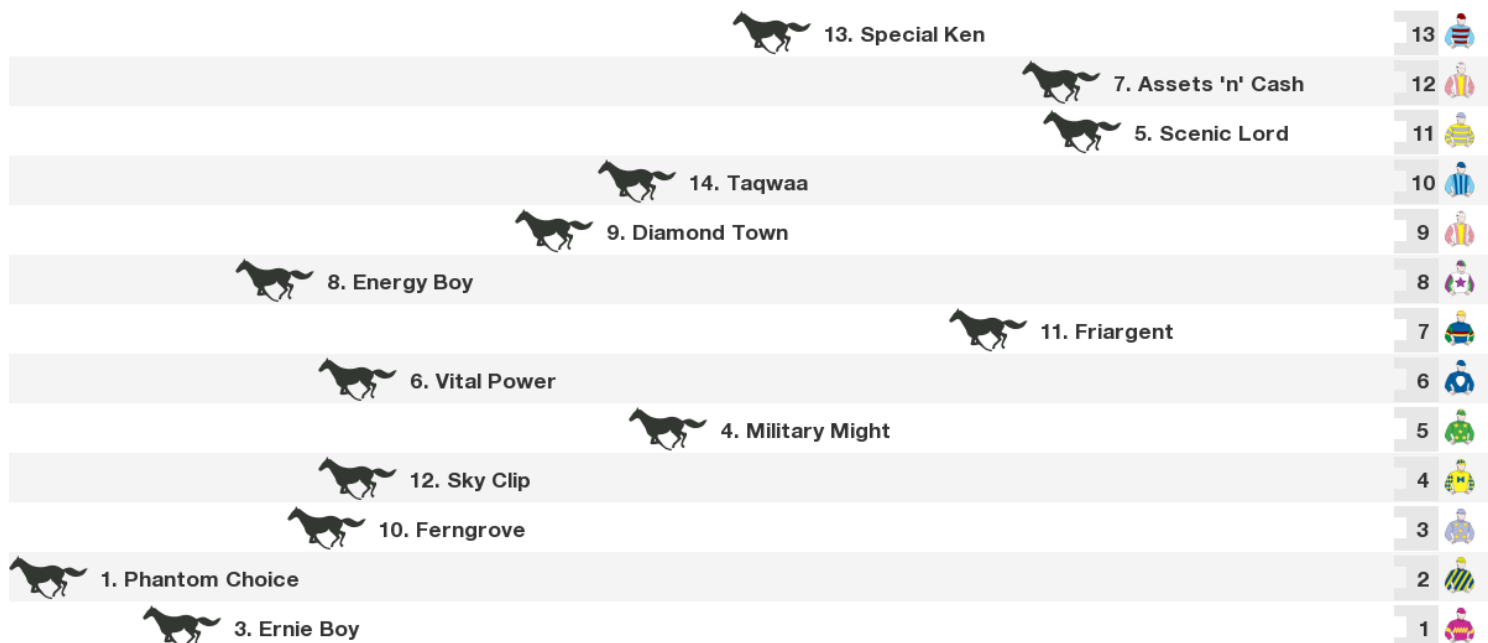 13. Special Ken 13
7. Assets 'n' Cash 12
5. Scenic Lord 11
14. Taqwaa 10
9. Diamond Town 9
8. Energy Boy 8
11. Friargent 7
6. Vital Power 6
4. Military Might 5
12. Sky Clip 4
10. Ferngrove 3
1. Phantom Choice 2
3. Ernie Boy 1